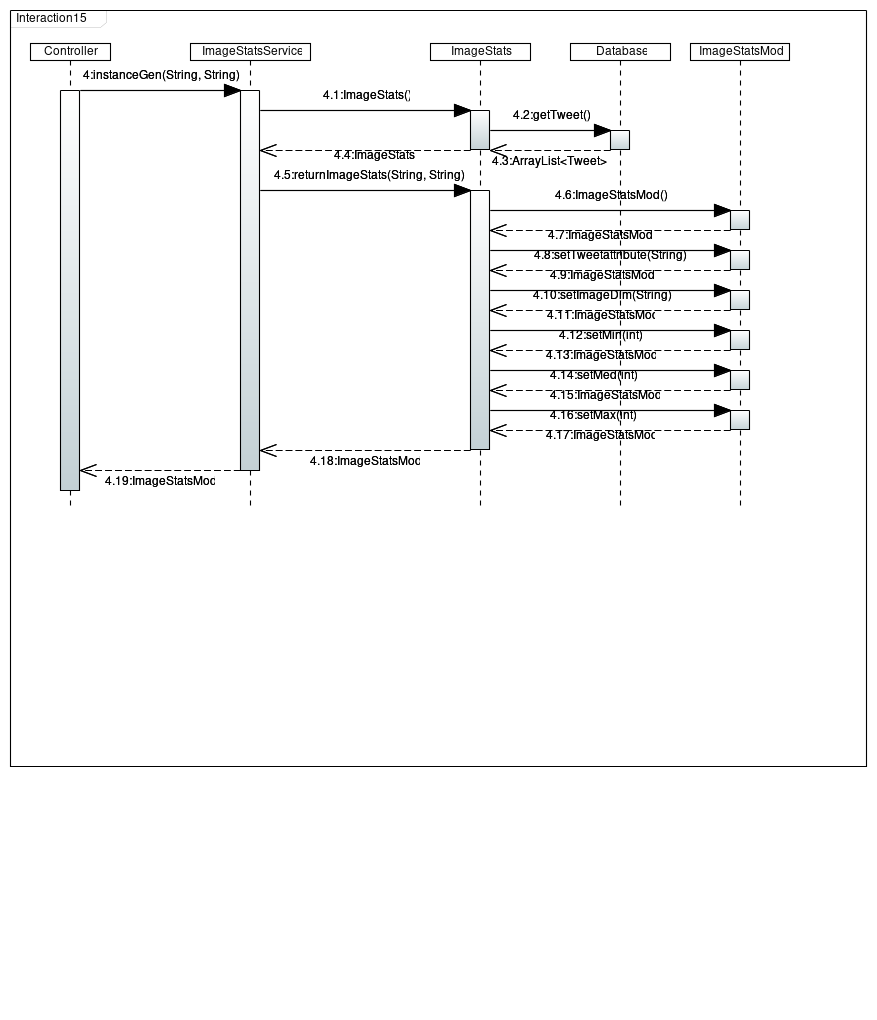 Interaction15
Controller
ImageStatsService
ImageStats
Database
ImageStatsMod
4:instanceGen(String, String)
4.1:ImageStats()
4.2:getTweet()
4.3:ArrayList<Tweet>
4.4:ImageStats
4.5:returnImageStats(String, String)
4.6:ImageStatsMod()
4.7:ImageStatsMod
4.8:setTweetattribute(String)
4.9:ImageStatsMod
4.10:setImageDim(String)
4.11:ImageStatsMod
4.12:setMin(int)
4.13:ImageStatsMod
4.14:setMed(int)
4.15:ImageStatsMod
4.16:setMax(int)
4.17:ImageStatsMod
4.18:ImageStatsMod
4.19:ImageStatsMod